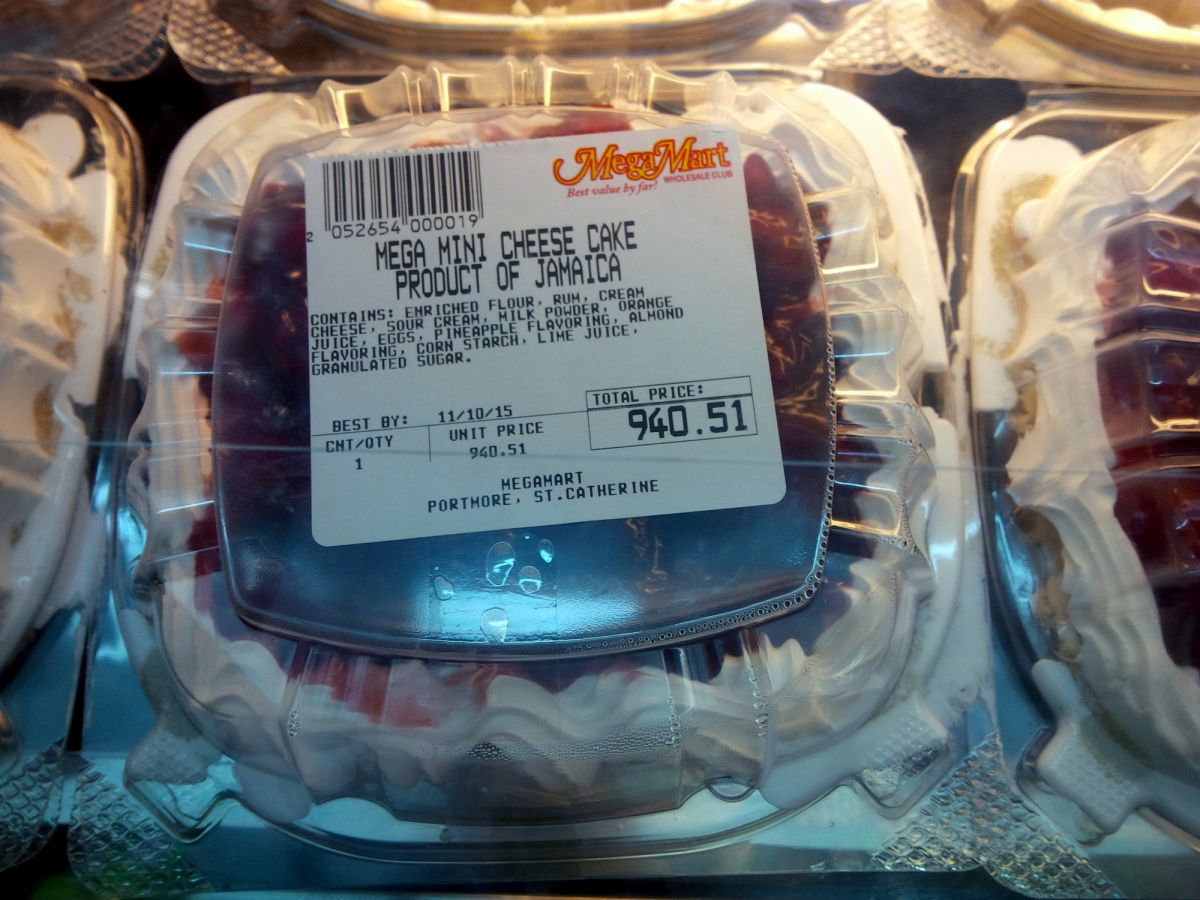 MegaMart
WHOLESALE CLUB
Best value by far!
2 052654 000019
MEGA MINI CHEESE CAKE
PRODUCT OF JAMAICA
CONTAINS: ENRICHED FLOUR, RUM, CREAM
CHEESE, SOUR CREAM, MILK POWDER, ORANGE
JUICE, EGGS, PINEAPPLE FLAVORING, ALMOND
FLAVORING, CORN STARCH, LIME JUICE,
GRANULATED SUGAR.
BEST BY: 11/10/15
TOTAL PRICE:
940.51
CNT/QTY
1
UNIT PRICE
940.51
MEGAMART
PORTMORE, ST.CATHERINE